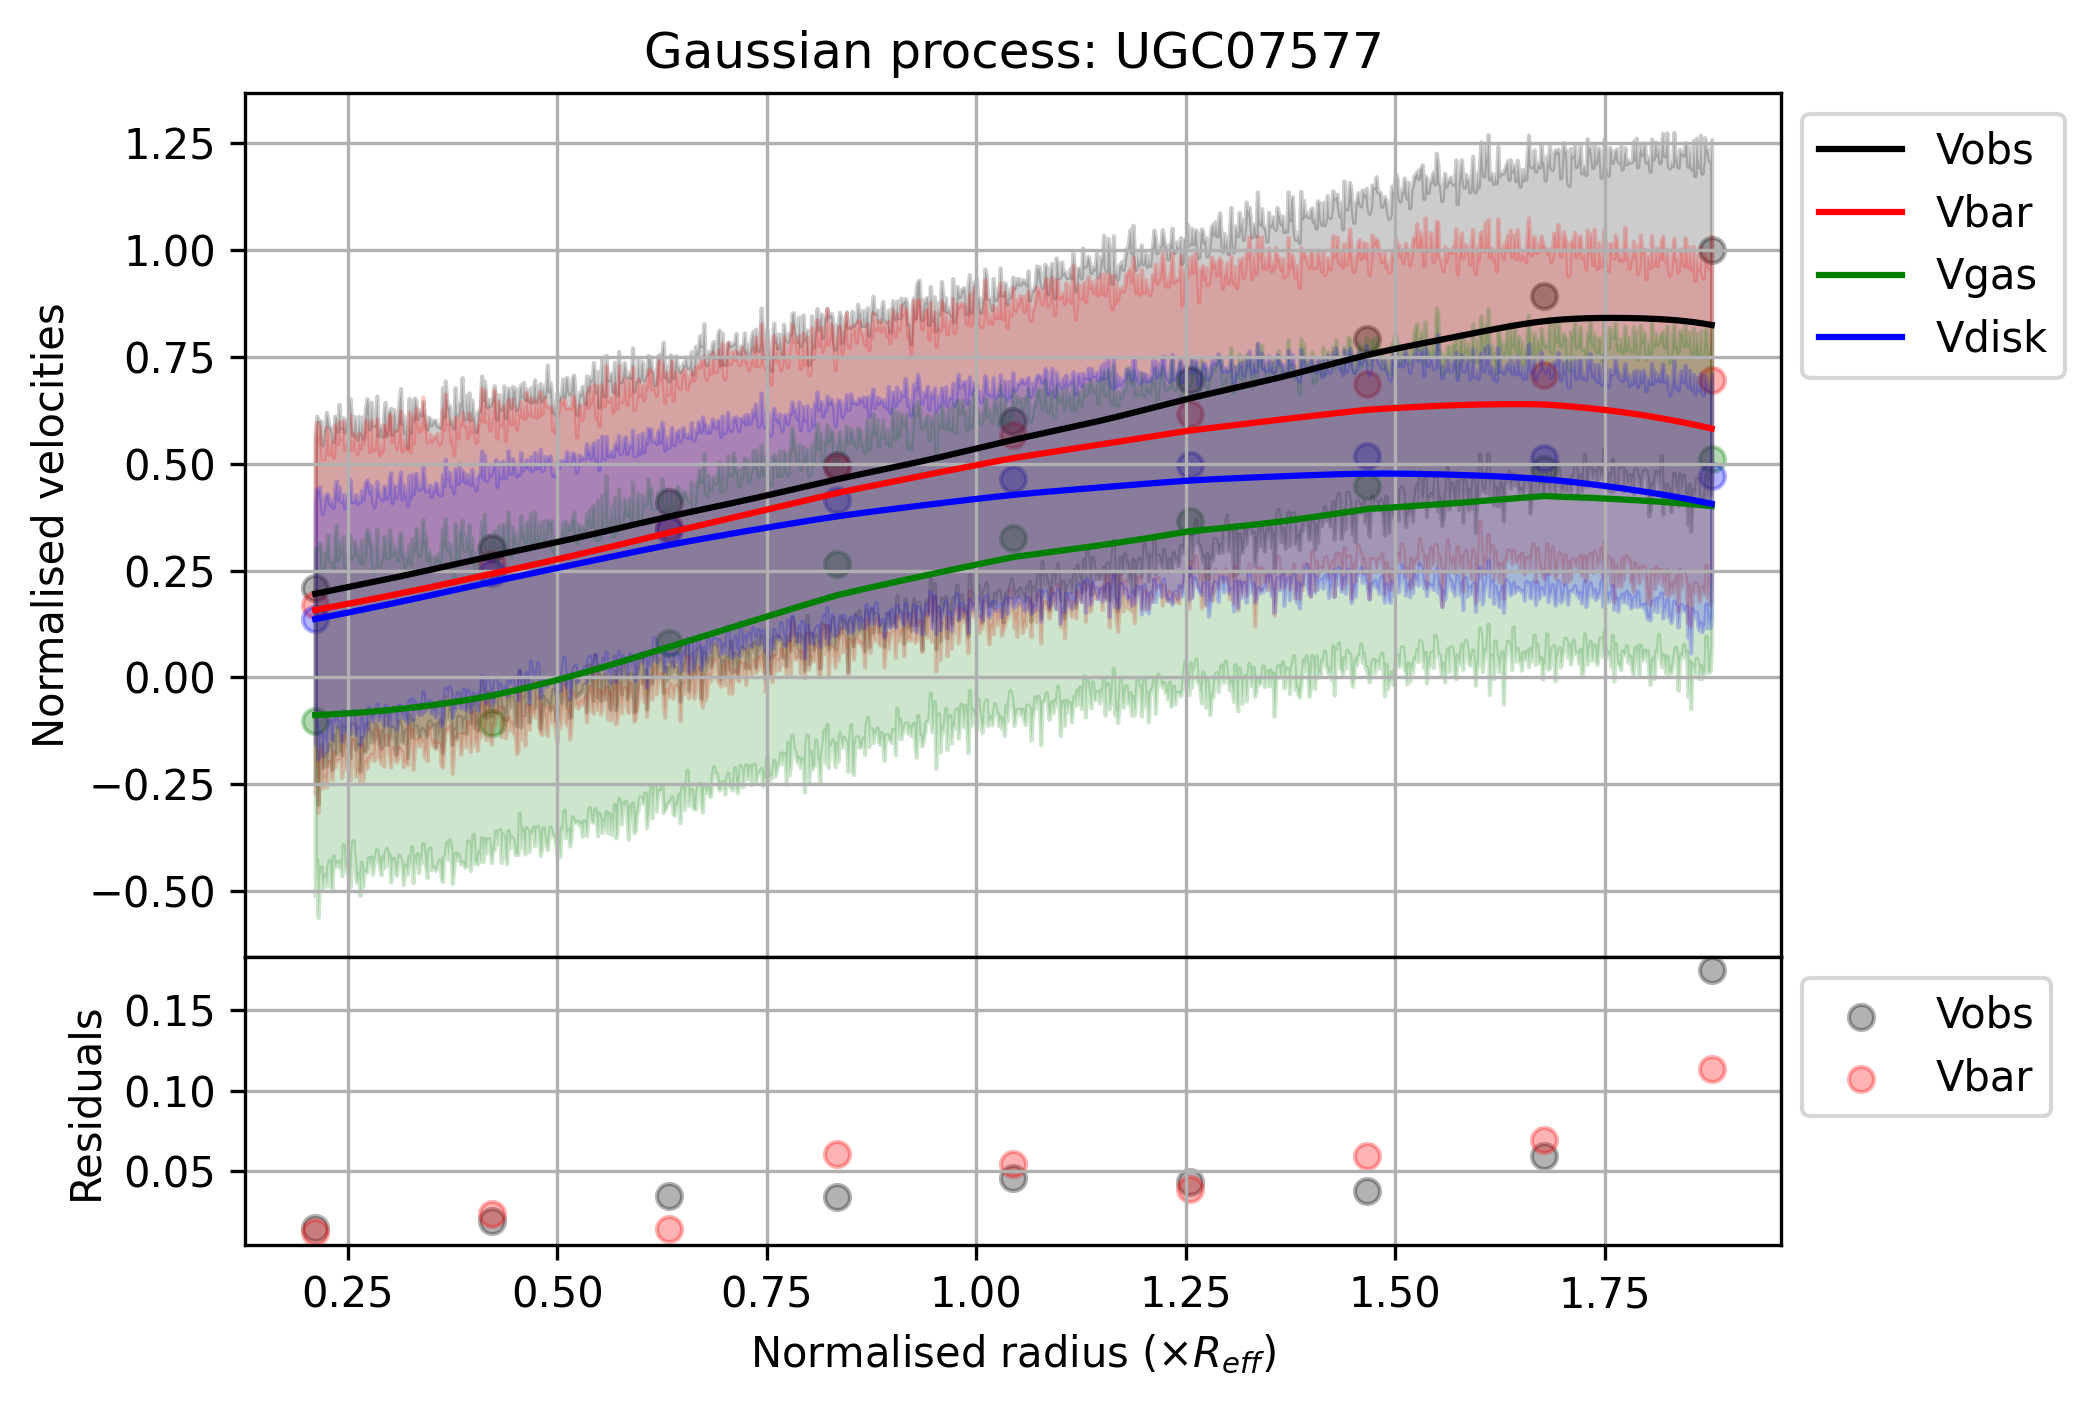 Gaussian process: UGC07577
Normalised velocities
1.25
1.00
0.75
0.50
0.25
0.00
−0.25
−0.50
Vobs
Vbar
Vgas
Vdisk
Residuals
0.15
0.10
0.05
Vobs
Vbar
0.25 0.50 0.75 1.00 1.25 1.50 1.75
Normalised radius (×R_eff)